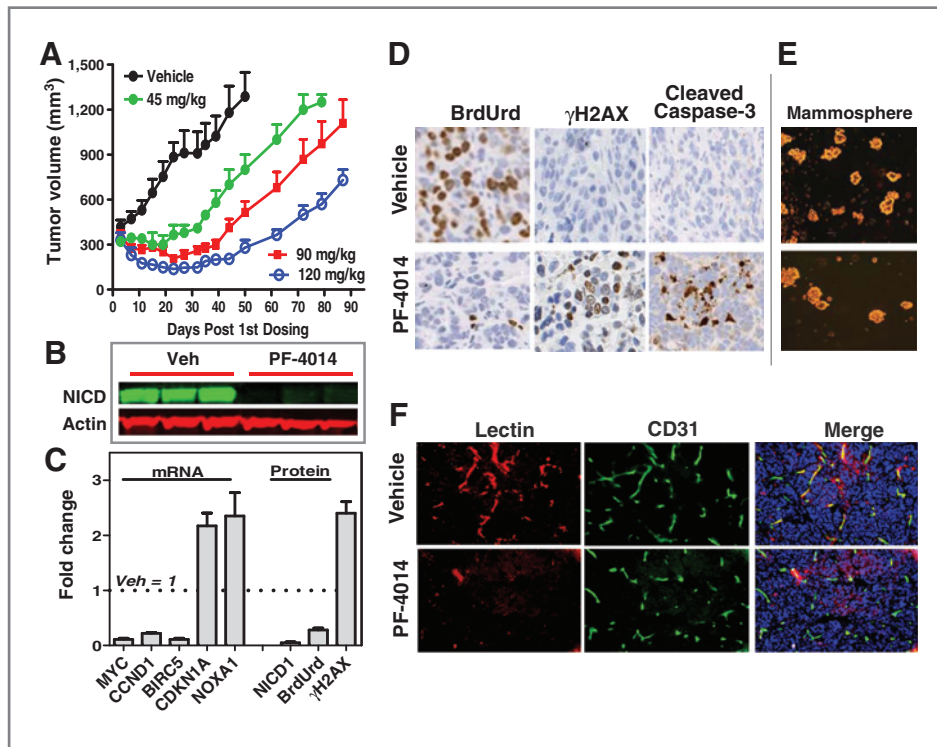 A
1,500
1,200
900
600
300
0
Tumor volume (mm3)
Vehicle
45 mg/kg
90 mg/kg
120 mg/kg
0 10 20 30 40 50 60 70 80 90
Days Post 1st Dosing
B
Veh PF-4014
NICD
Actin
C
mRNA Protein
3
2
1
0
Fold change
Veh = 1
MYC
CCND1
BIRC5
CDKN1A
NOXA1
NICD1
BrdUrd
γH2AX
D
BrdUrd γH2AX Cleaved
Caspase-3
Vehicle
PF-4014
E
Mammosphere
F
Lectin CD31 Merge
Vehicle
PF-4014